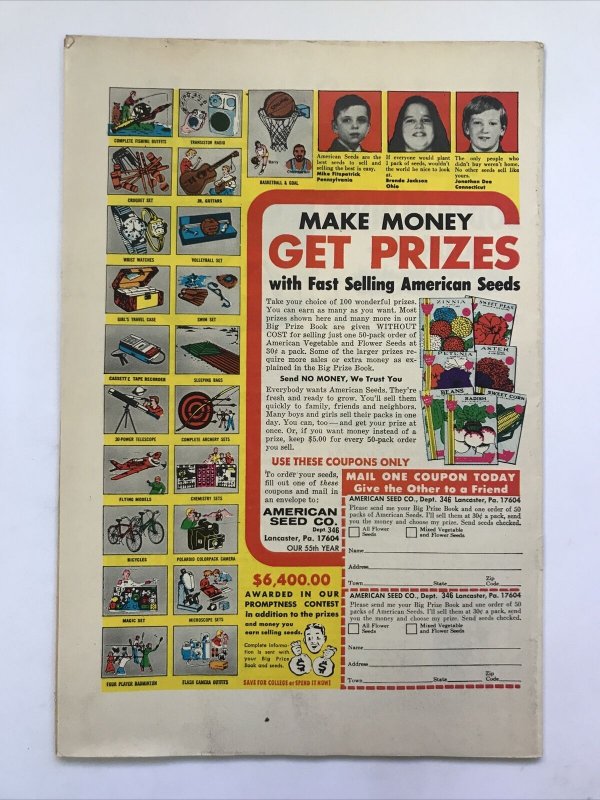 COMPLETE FISHING OUTFITS
TRANSISTOR RADIO
CROQUET SET
JR. GUITARS
BASKETBALL & GOAL
WRIST WATCHES
VOLLEYBALL SET
GIRL'S TRAVEL CASE
SWIM SET
CASSETTE TAPE RECORDER
SLEEPING BAGS
30-POWER TELESCOPE
COMPLETE ARCHERY SETS
FLYING MODELS
CHEMISTRY SETS
BICYCLES
POLAROID COLORPACK CAMERA
MAGIC SET
MICROSCOPE SETS
FOUR PLAYER BADMINTON
FLASH CAMERA OUTFITS
American Seeds are the
best seeds to sell and
selling the best is easy.
Mike Fitzpatrick
Pennsylvania
If everyone would plant
1 pack of seeds, wouldn't
the world be nice to look
at.
Brenda Jackson
Ohio
The only people who
didn't buy weren't home.
No other seeds sell like
yours.
Jonathan Dee
Connecticut
MAKE MONEY
GET PRIZES
with Fast Selling American Seeds
Take your choice of 100 wonderful prizes.
You can earn as many as you want. Most
prizes shown here and many more in our
Big Prize Book are given WITHOUT
COST for selling just one 50-pack order of
American Vegetable and Flower Seeds at
30¢ a pack. Some of the larger prizes re-
quire more sales or extra money as ex-
plained in the Big Prize Book.
Send NO MONEY, We Trust You
Everybody wants American Seeds. They're
fresh and ready to grow. You'll sell them
quickly to family, friends and neighbors.
Many boys and girls sell their packs in one
day. You can, too — and get your prize at
once. Or, if you want money instead of a
prize, keep $5.00 for every 50-pack order
you sell.
ZINNIA
SWEET PEAS
PETUNIA
ASTER
BEANS
RADISH
SWEET CORN
USE THESE COUPONS ONLY
To order your seeds,
fill out one of these
coupons and mail in
an envelope to:
AMERICAN
SEED CO.
Dept. 346
Lancaster, Pa. 17604
OUR 55th YEAR
MAIL ONE COUPON TODAY
Give the Other to a Friend
AMERICAN SEED CO., Dept. 346 Lancaster, Pa. 17604
Please send me your Big Prize Book and one order of 50
packs of American Seeds. I'll sell them at 30¢ a pack, send
you the money and choose my prize. Send seeds checked.
All Flower Seeds
Mixed Vegetable and Flower Seeds
Name
Address
Town State Zip Code
AMERICAN SEED CO., Dept. 346 Lancaster, Pa. 17604
Please send me your Big Prize Book and one order of 50
packs of American Seeds. I'll sell them at 30¢ a pack, send
you the money and choose my prize. Send seeds checked.
All Flower Seeds
Mixed Vegetable and Flower Seeds
Name
Address
Town State Zip Code
$6,400.00
AWARDED IN OUR
PROMPTNESS CONTEST
in addition to the prizes
and money you
earn selling seeds.
Complete informa-
tion is sent with
your Big Prize
Book and seeds.
$
$
SAVE FOR COLLEGE or SPEND IT NOW!